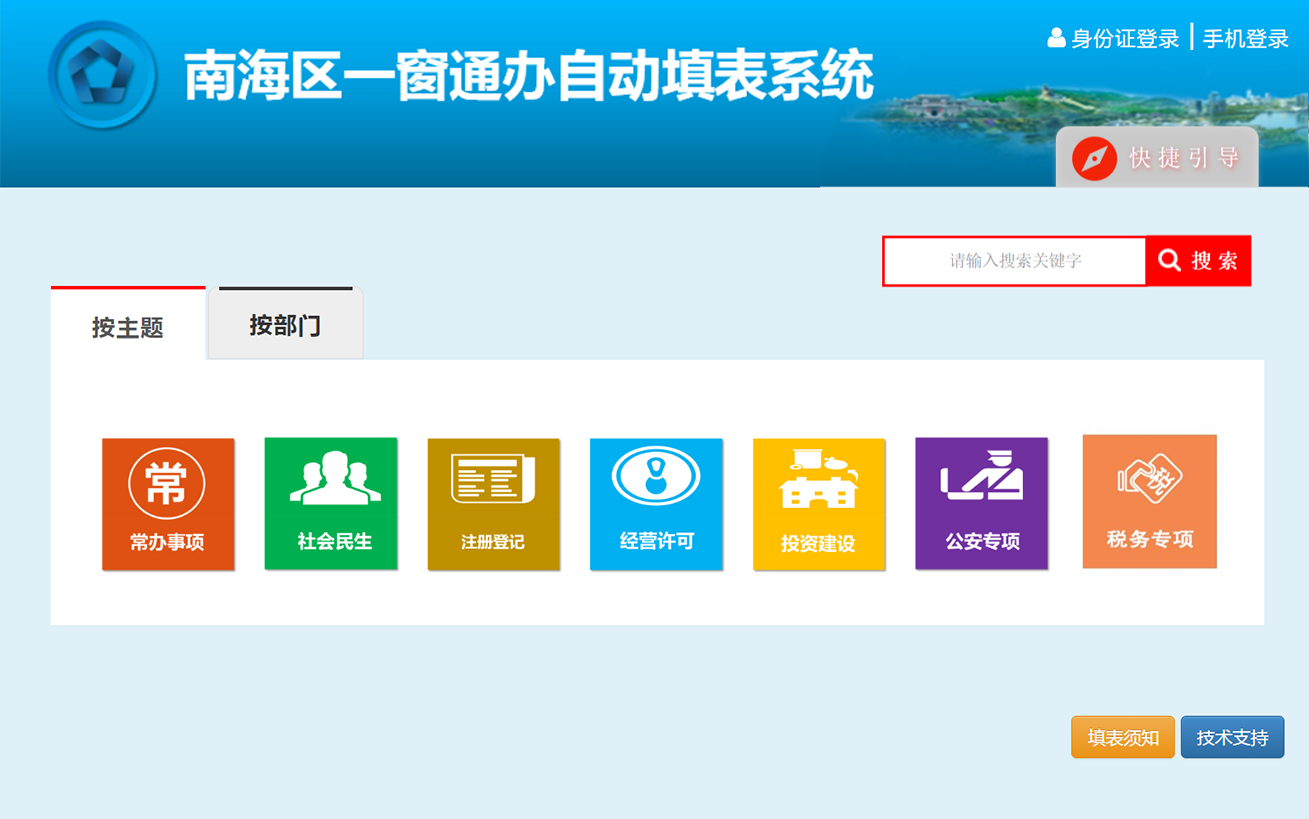 身份证登录 | 手机登录
南海区一窗通办自动填表系统
快捷引导
请输入搜索关键字
搜索
按主题
按部门
常
常办事项
社会民生
注册登记
经营许可
投资建设
公安专项
税务专项
填表须知
技术支持